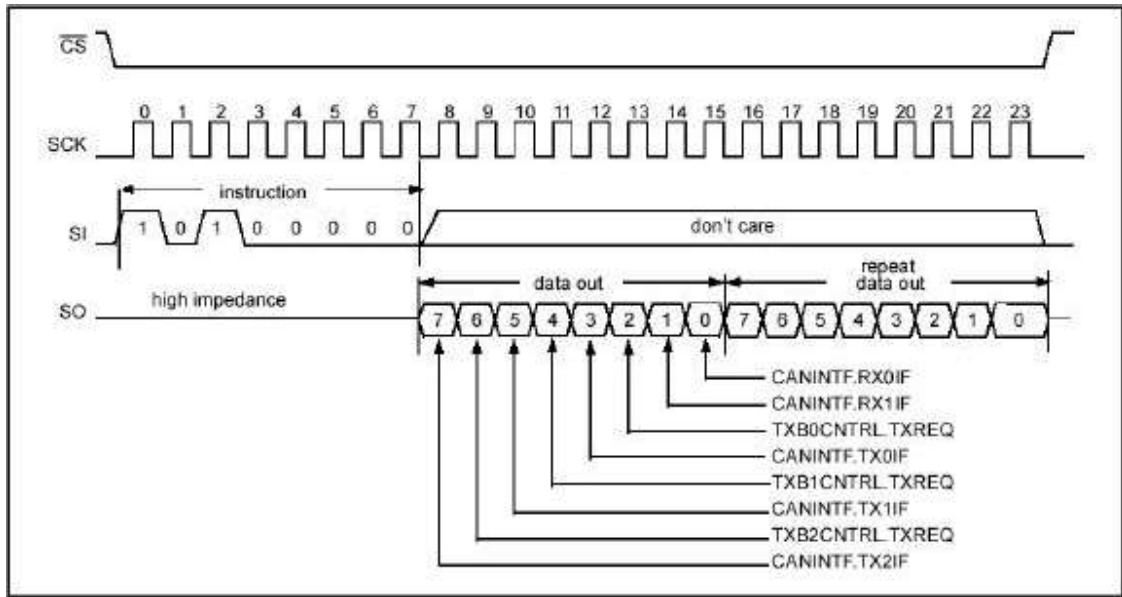 CS
0 1 2 3 4 5 6 7 8 9 10 11 12 13 14 15 16 17 18 19 20 21 22 23
SCK
instruction
SI 1 0 1 0 0 0 0 0 don't care
data out
repeat
data out
SO high impedance 7 6 5 4 3 2 1 0 7 6 5 4 3 2 1 0
CANINTF.RX0IF
CANINTF.RX1IF
TXB0CNTRL.TXREQ
CANINTF.TX0IF
TXB1CNTRL.TXREQ
CANINTF.TX1IF
TXB2CNTRL.TXREQ
CANINTF.TX2IF